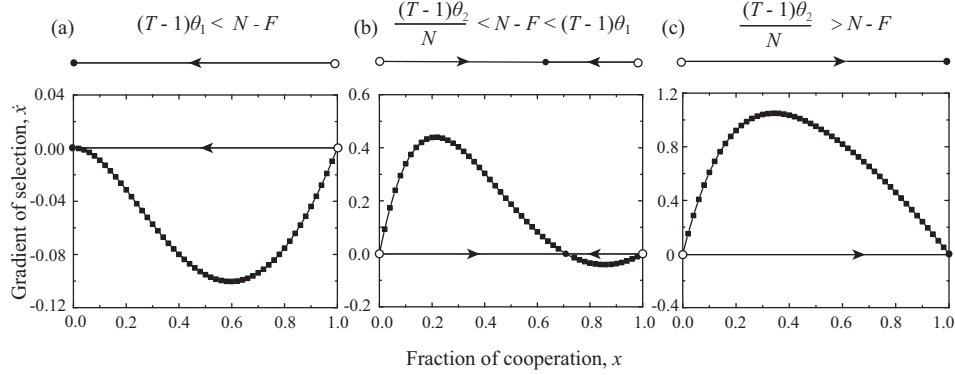 (a) (T - 1)θ₁ < N - F
(b) (T - 1)θ₂ / N < N - F < (T - 1)θ₁
(c) (T - 1)θ₂ / N > N - F
Gradient of selection, ẋ
0.04
0.00
-0.04
-0.08
-0.12
0.0 0.2 0.4 0.6 0.8 1.0
0.6
0.4
0.2
0.0
-0.2
0.0 0.2 0.4 0.6 0.8 1.0
1.2
0.8
0.4
0
-0.4
0.0 0.2 0.4 0.6 0.8 1.0
Fraction of cooperation, x